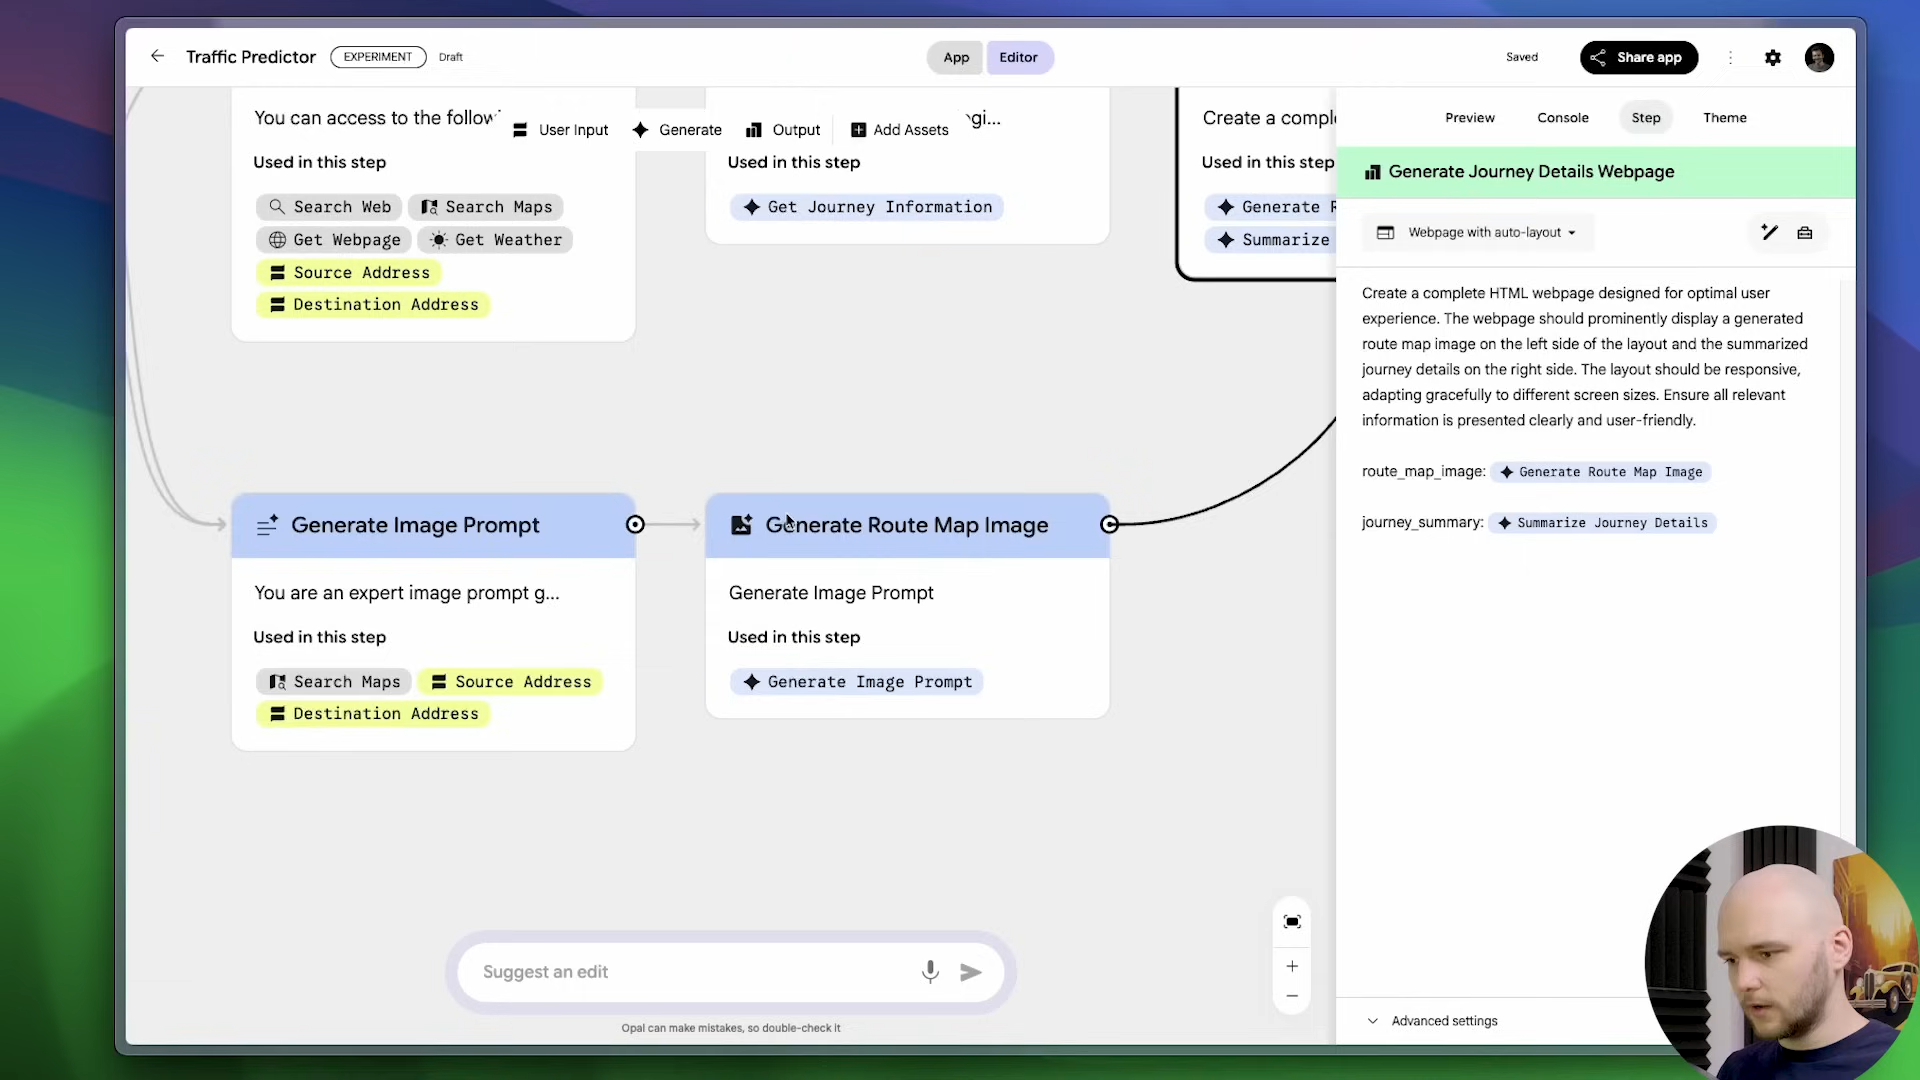 Traffic Predictor EXPERIMENT Draft
App Editor
Saved Share app
You can access to the follow
User Input Generate Output Add Assets
gi...
Used in this step
Search Web Search Maps
Get Webpage Get Weather
Source Address
Destination Address
Used in this step
Get Journey Information
Create a compl
Used in this step
Generate R
Summarize
Generate Image Prompt
You are an expert image prompt g...
Used in this step
Search Maps Source Address
Destination Address
Generate Route Map Image
Generate Image Prompt
Used in this step
Generate Image Prompt
Suggest an edit
Opal can make mistakes, so double-check it
Preview Console Step Theme
Generate Journey Details Webpage
Webpage with auto-layout
Create a complete HTML webpage designed for optimal user
experience. The webpage should prominently display a generated
route map image on the left side of the layout and the summarized
journey details on the right side. The layout should be responsive,
adapting gracefully to different screen sizes. Ensure all relevant
information is presented clearly and user-friendly.
route_map_image: Generate Route Map Image
journey_summary: Summarize Journey Details
Advanced settings